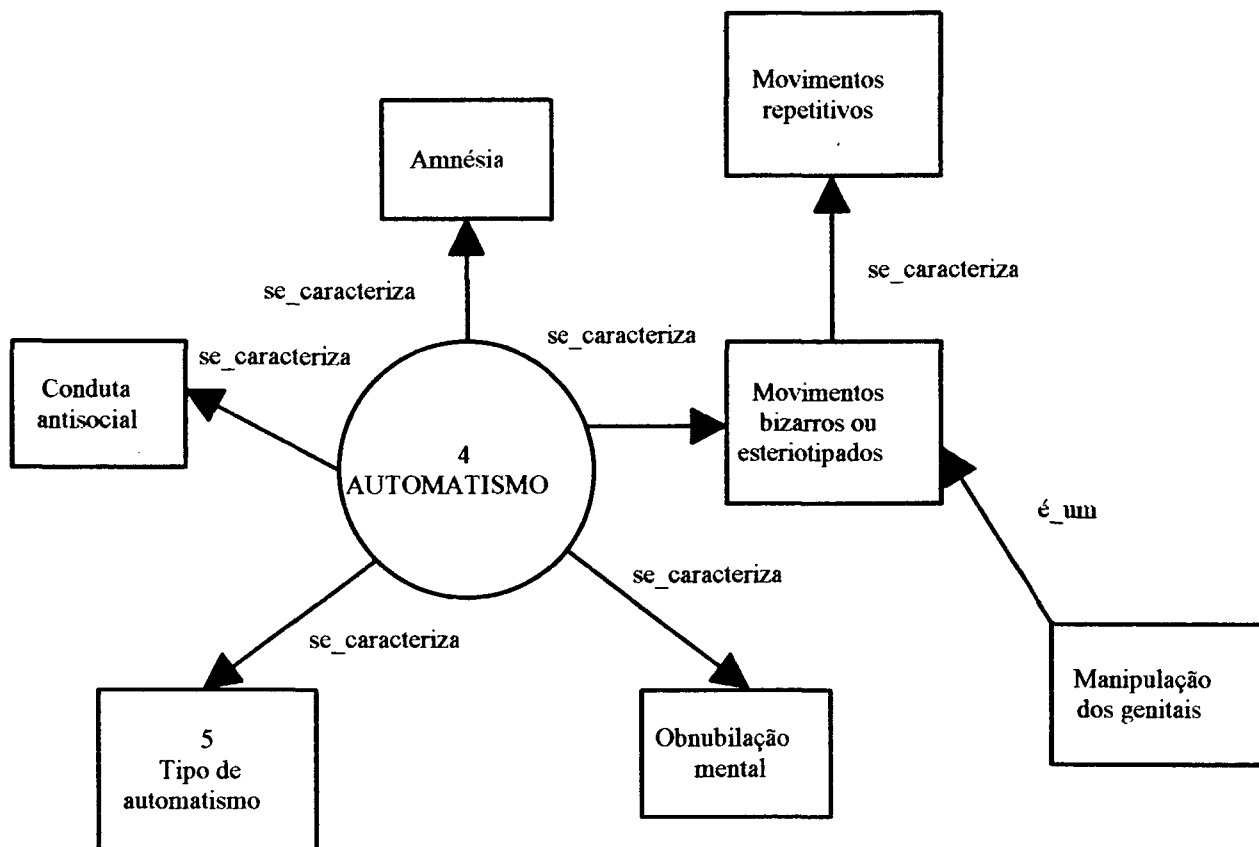 Movimentos
repetitivos
Amnésia
se_caracteriza
se_caracteriza
se_caracteriza
se_caracteriza
Conduta
antisocial
Movimentos
bizarros ou
esteriotipados
4
AUTOMATISMO
é_um
se_caracteriza
se_caracteriza
Manipulação
dos genitais
5
Tipo de
automatismo
Obnubilação
mental